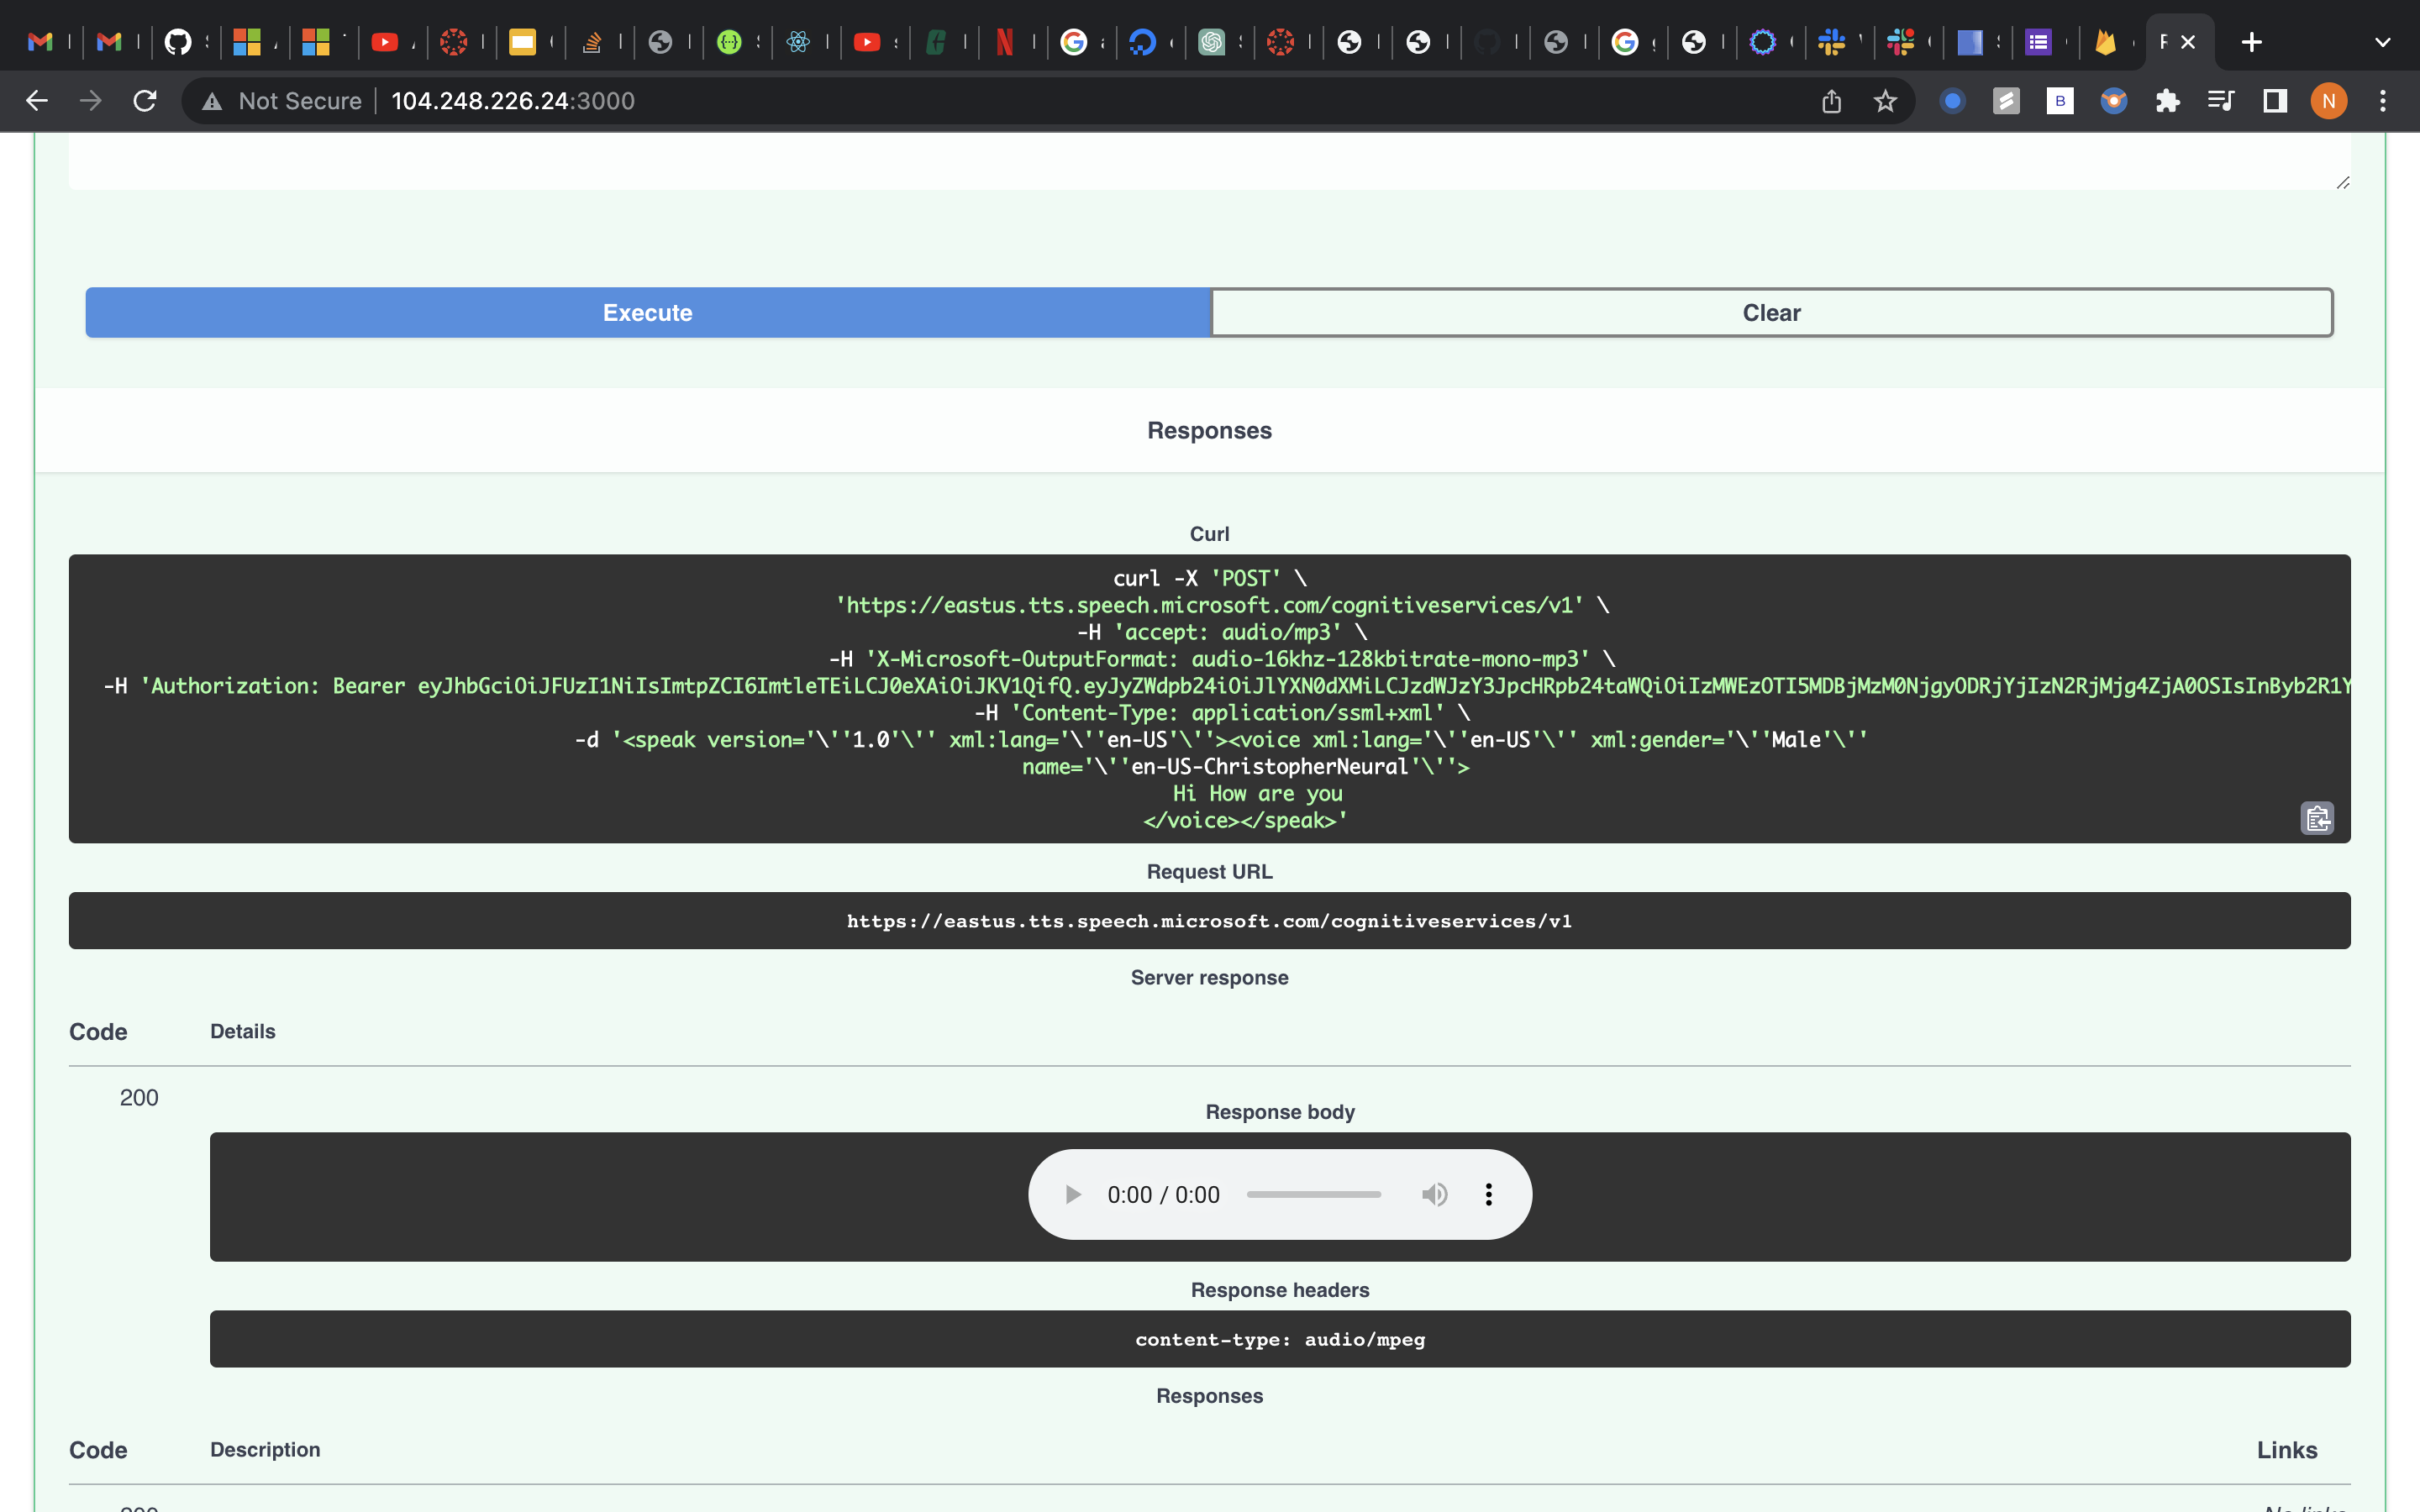 Not Secure 104.248.226.24:3000
B
N
Execute
Clear
Responses
Curl
curl -X 'POST' \
'https://eastus.tts.speech.microsoft.com/cognitiveservices/v1' \
-H 'accept: audio/mp3' \
-H 'X-Microsoft-OutputFormat: audio-16khz-128kbitrate-mono-mp3' \
-H 'Authorization: Bearer
-H 'Content-Type: application/ssml+xml' \
-d '<speak version='\''1.0'\'' xml:lang='\''en-US'\''><voice xml:lang='\''en-US'\'' xml:gender='\''Male'\''
name='\''en-US-ChristopherNeural'\''>
Hi How are you
</voice></speak>'
Request URL
https://eastus.tts.speech.microsoft.com/cognitiveservices/v1
Server response
Code Details
200
Response body
0:00 / 0:00
Response headers
content-type: audio/mpeg
Responses
Code Description Links